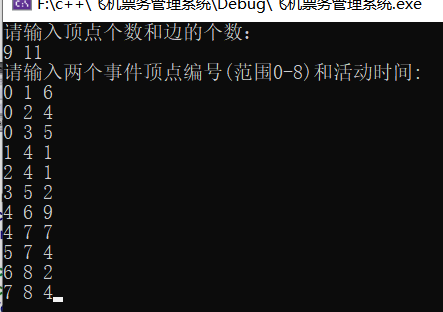 F:\c++\飞机票务管理系统\Debug\飞机票务管理系统.exe
请输入顶点个数和边的个数：
9 11
请输入两个事件顶点编号(范围0-8)和活动时间:
0 1 6
0 2 4
0 3 5
1 4 1
2 4 1
3 5 2
4 6 9
4 7 7
5 7 4
6 8 2
7 8 4